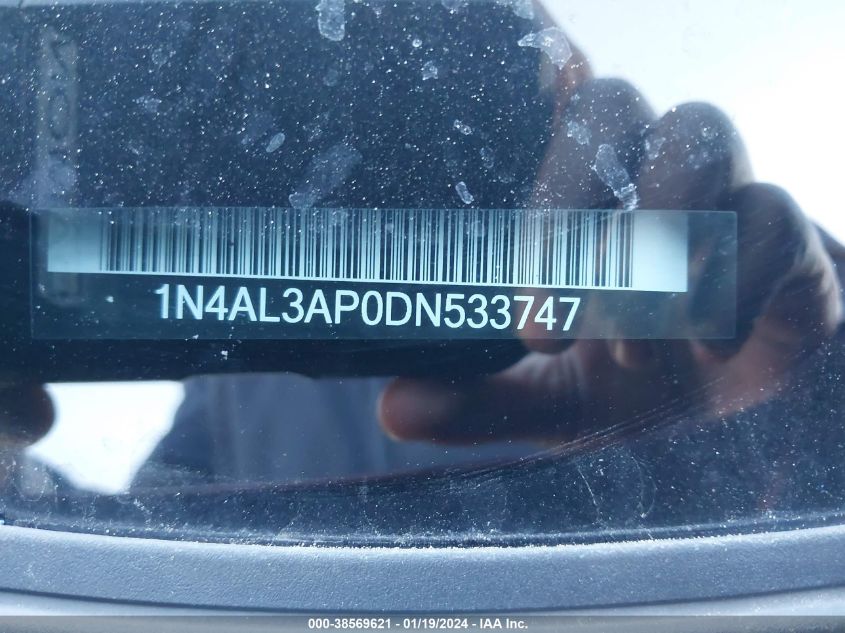 1N4AL3AP0DN533747
000-38569621 - 01/19/2024 - IAA Inc.